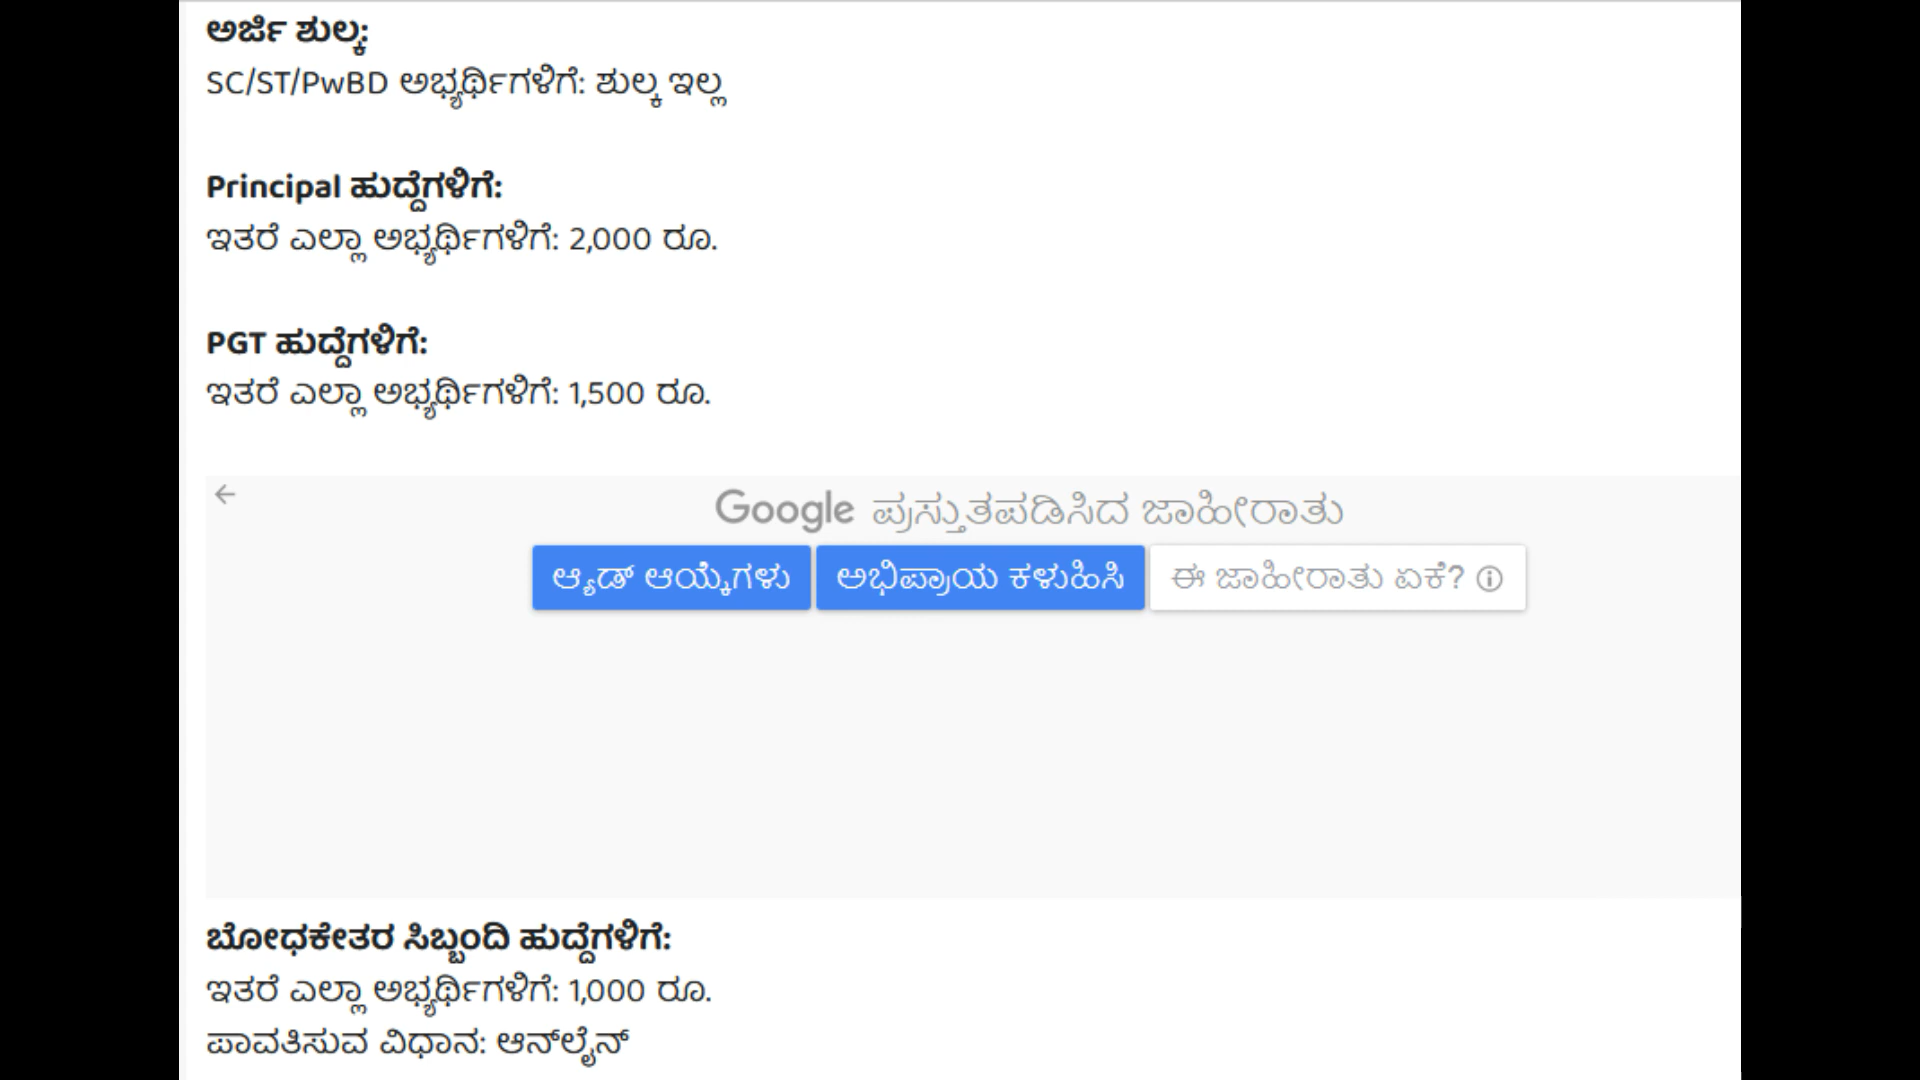 ಅರ್ಜಿ ಶುಲ್ಕ:
SC/ST/PwBD ಅಭ್ಯರ್ಥಿಗಳಿಗೆ: ಶುಲ್ಕ ಇಲ್ಲ
Principal ಹುದ್ದೆಗಳಿಗೆ:
ಇತರೆ ಎಲ್ಲಾ ಅಭ್ಯರ್ಥಿಗಳಿಗೆ: 2,000 ರೂ.
PGT ಹುದ್ದೆಗಳಿಗೆ:
ಇತರೆ ಎಲ್ಲಾ ಅಭ್ಯರ್ಥಿಗಳಿಗೆ: 1,500 ರೂ.
Google ಪ್ರಸ್ತುತಪಡಿಸಿದ ಜಾಹೀರಾತು
ಆ್ಯಡ್ ಆಯ್ಕೆಗಳು ಅಭಿಪ್ರಾಯ ಕಳುಹಿಸಿ ಈ ಜಾಹೀರಾತು ಏಕೆ?
ಬೋಧಕೇತರ ಸಿಬ್ಬಂದಿ ಹುದ್ದೆಗಳಿಗೆ:
ಇತರೆ ಎಲ್ಲಾ ಅಭ್ಯರ್ಥಿಗಳಿಗೆ: 1,000 ರೂ.
ಪಾವತಿಸುವ ವಿಧಾನ: ಆನ್‌ಲೈನ್